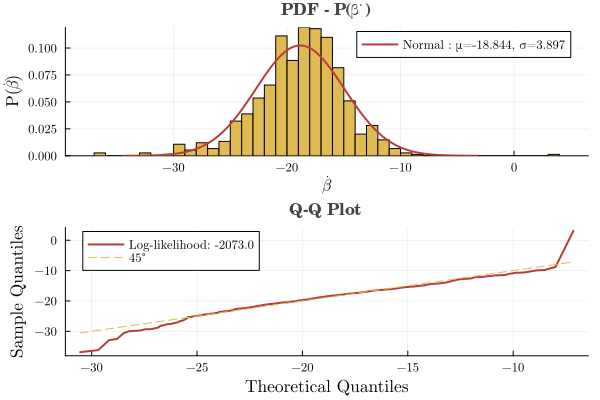 PDF - P(β̇)
P(β̇)
0.100
0.075
0.050
0.025
0.000
Normal : μ=-18.844, σ=3.897
−30
−20
−10
0
β̇
Q-Q Plot
Sample Quantiles
0
−10
−20
−30
Log-likelihood: -2073.0
45°
−30
−25
−20
−15
−10
Theoretical Quantiles